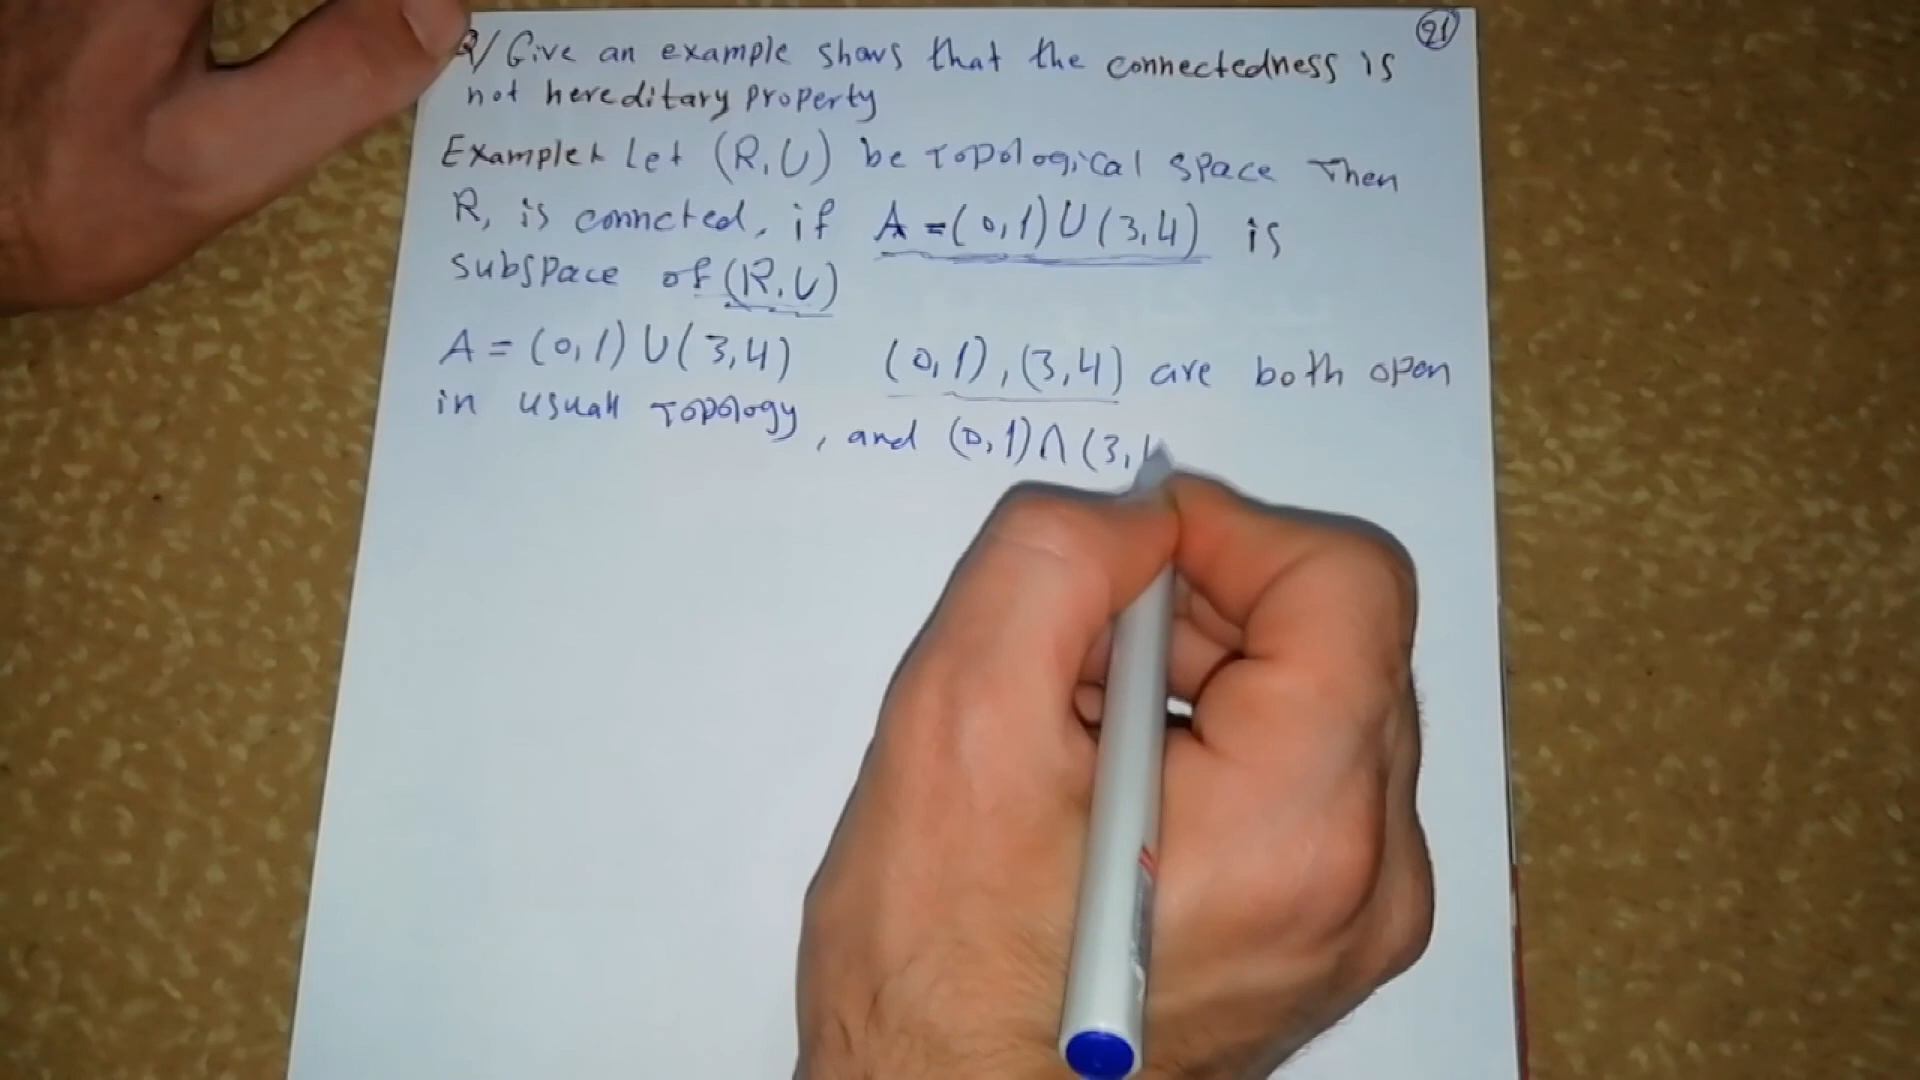 21
Q/ Give an example shows that the connectedness is
not hereditary property
Example: Let (R,U) be Topological space Then
R, is conncted, if A=(0,1)∪(3,4) is
subspace of (R,U)
A=(0,1)∪(3,4) (0,1),(3,4) are both open
in usuall Topology, and (0,1)∩(3,